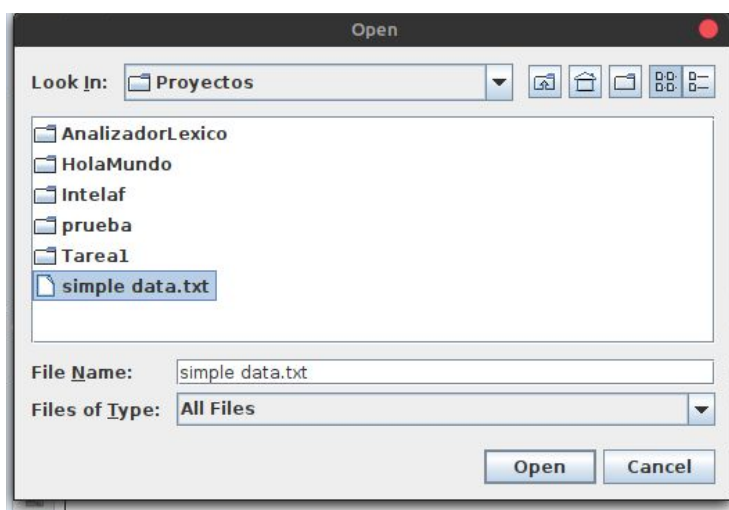 Open
Look In: Proyectos
AnalizadorLexico
HolaMundo
Intelaf
prueba
Tarea1
simple data.txt
File Name: simple data.txt
Files of Type: All Files
Open Cancel